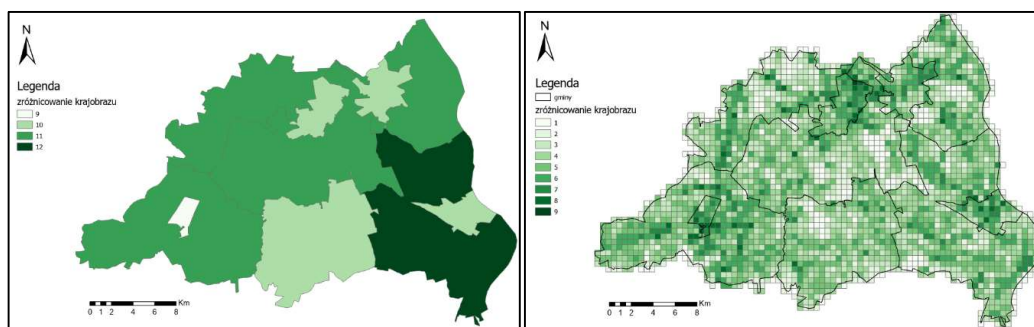 N
Legenda
zróżnicowanie krajobrazu
9
10
11
12
0 1 2 4 6 8
Km
N
Legenda
gminy
zróżnicowanie krajobrazu
1
2
3
4
5
6
7
8
9
0 1 2 4 6 8
Km